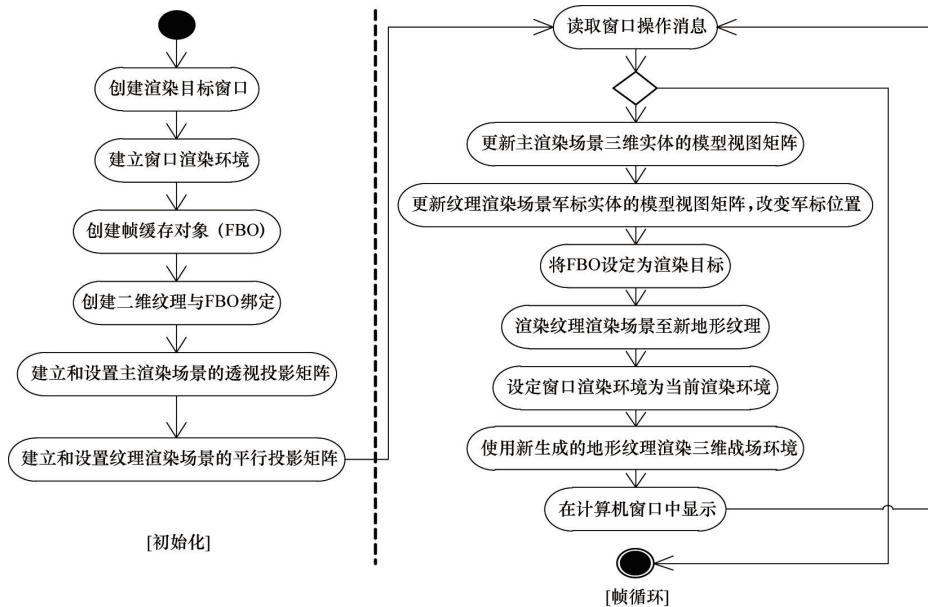 创建渲染目标窗口
建立窗口渲染环境
创建帧缓存对象（FBO）
创建二维纹理与FBO绑定
建立和设置主渲染场景的透视投影矩阵
建立和设置纹理渲染场景的平行投影矩阵
[初始化]
读取窗口操作消息
更新主渲染场景三维实体的模型视图矩阵
更新纹理渲染场景军标实体的模型视图矩阵,改变军标位置
将FBO设定为渲染目标
渲染纹理渲染场景至新地形纹理
设定窗口渲染环境为当前渲染环境
使用新生成的地形纹理渲染三维战场环境
在计算机窗口中显示
[帧循环]